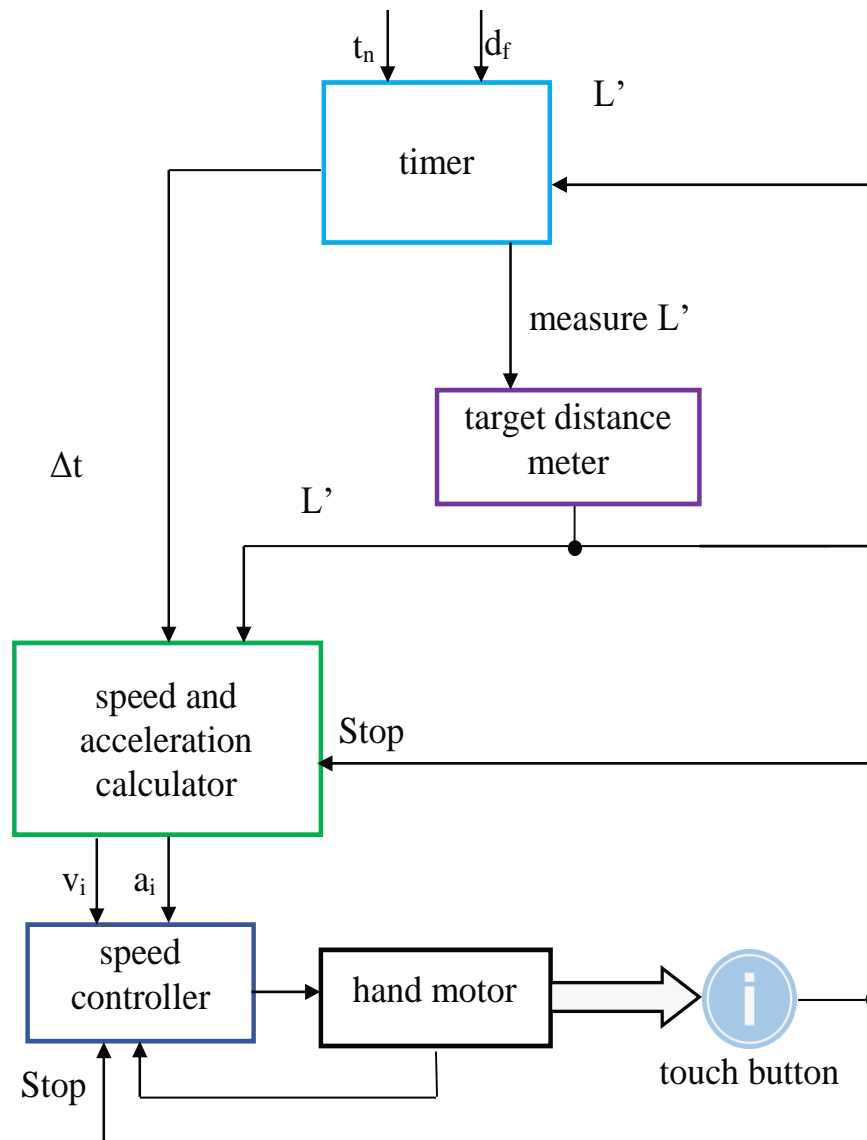 tₙ
d_f
L’
timer
measure L’
target distance
meter
Δt
L’
speed and
acceleration
calculator
Stop
vᵢ
aᵢ
speed
controller
hand motor
i
touch button
Stop